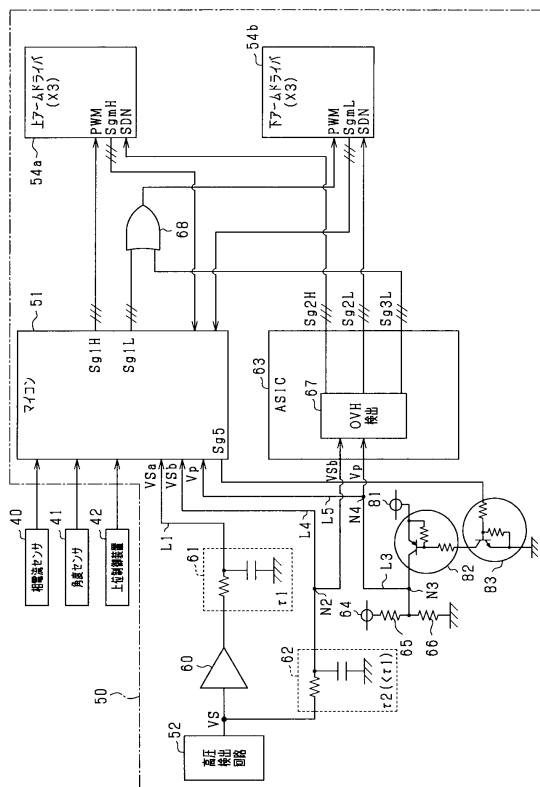 40
相電流センサ
41
角度センサ
42
上位制御装置
50
51
マイコン
Sg1H
Sg1L
VSa
VSb
Vp
Sg5
54a
上アームドライバ
(X3)
PWM
SgmH
SDN
54b
下アームドライバ
(X3)
PWM
SgmL
SDN
68
63
ASIC
67
OVH
検出
Sg2H
Sg2L
Sg3L
VSb
Vp
52
高圧
検出
回路
VS
60
61
τ1
62
τ2(<τ1)
L1
L4
L5
N2
N4
L3
N3
64
65
66
81
82
83